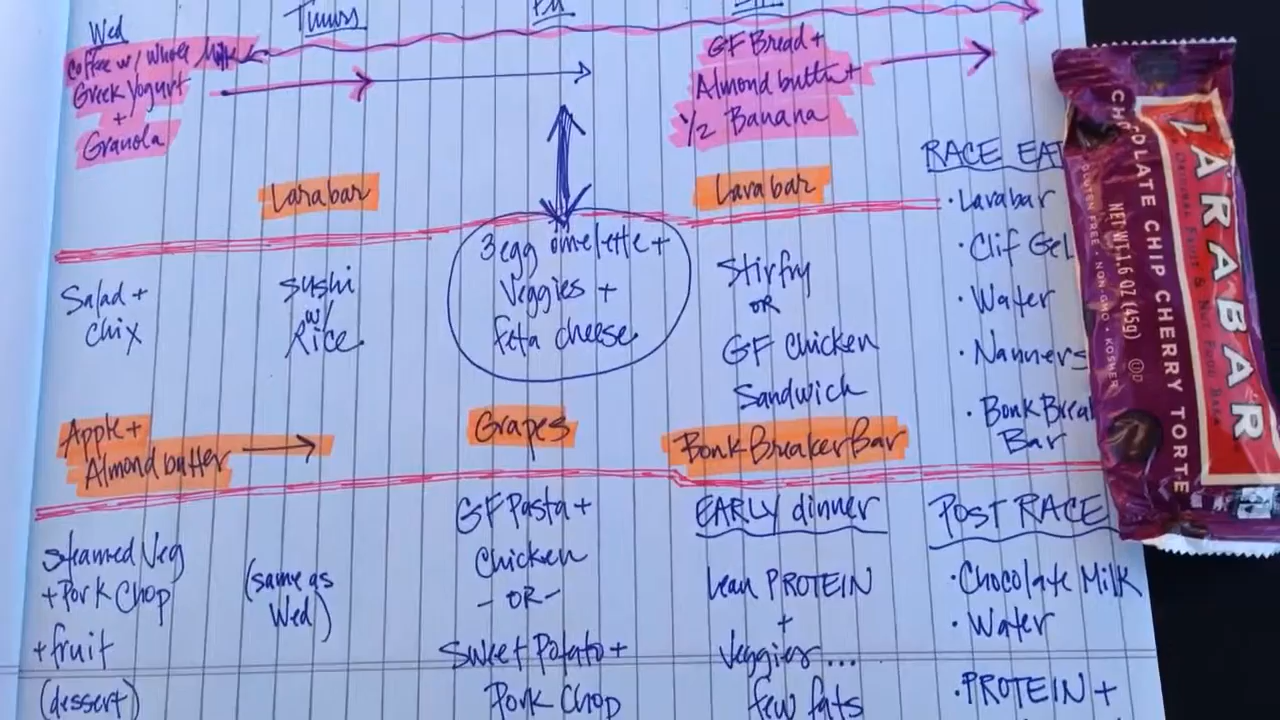 Wed
Thurs
Fri
Coffee w/ Whole Milk
Greek Yogurt
+
Granola
GF Bread +
Almond butter +
1/2 Banana
Larabar
Larabar
Salad +
Chix
Sushi
w/
Rice
3 egg omelette +
Veggies +
feta cheese
Stirfry
OR
GF Chicken
Sandwich
Apple +
Almond butter
Grapes
Bonk Breaker Bar
Steamed Veg
+ Pork Chop
+ fruit
(dessert)
(same as
Wed)
GF Pasta +
Chicken
- OR -
Sweet Potato +
Pork Chop
EARLY dinner
Lean PROTEIN
+
Veggies...
few fats
RACE EAT
• Larabar
• Clif Gel
• Water
• Nanners
• Bonk Brea
Bar
POST RACE
• Chocolate Milk
• Water
• PROTEIN +
LÄRABAR
CHOCOLATE CHIP CHERRY TORTE
GLUTEN FREE • NON-GMO • KOSHER
NET WT 1.6 OZ (45g)